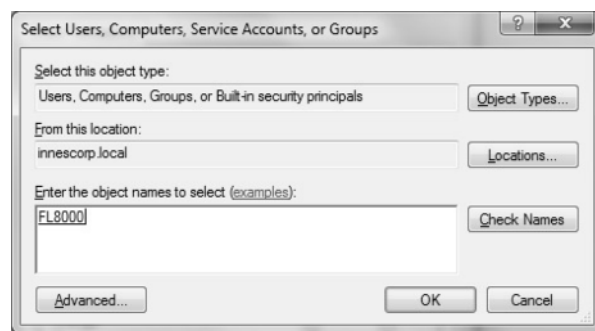 Select Users, Computers, Service Accounts, or Groups
Select this object type:
Users, Computers, Groups, or Built-in security principals
Object Types...
From this location:
innescorp.local
Locations...
Enter the object names to select (examples):
FL8000
Check Names
Advanced...
OK
Cancel